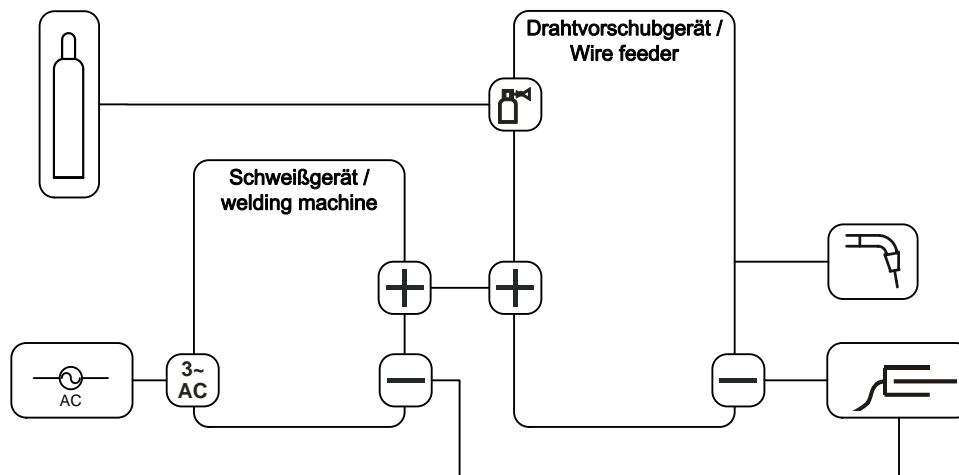 Drahtvorschubgerät /
Wire feeder
Schweißgerät /
welding machine
3~
AC
AC